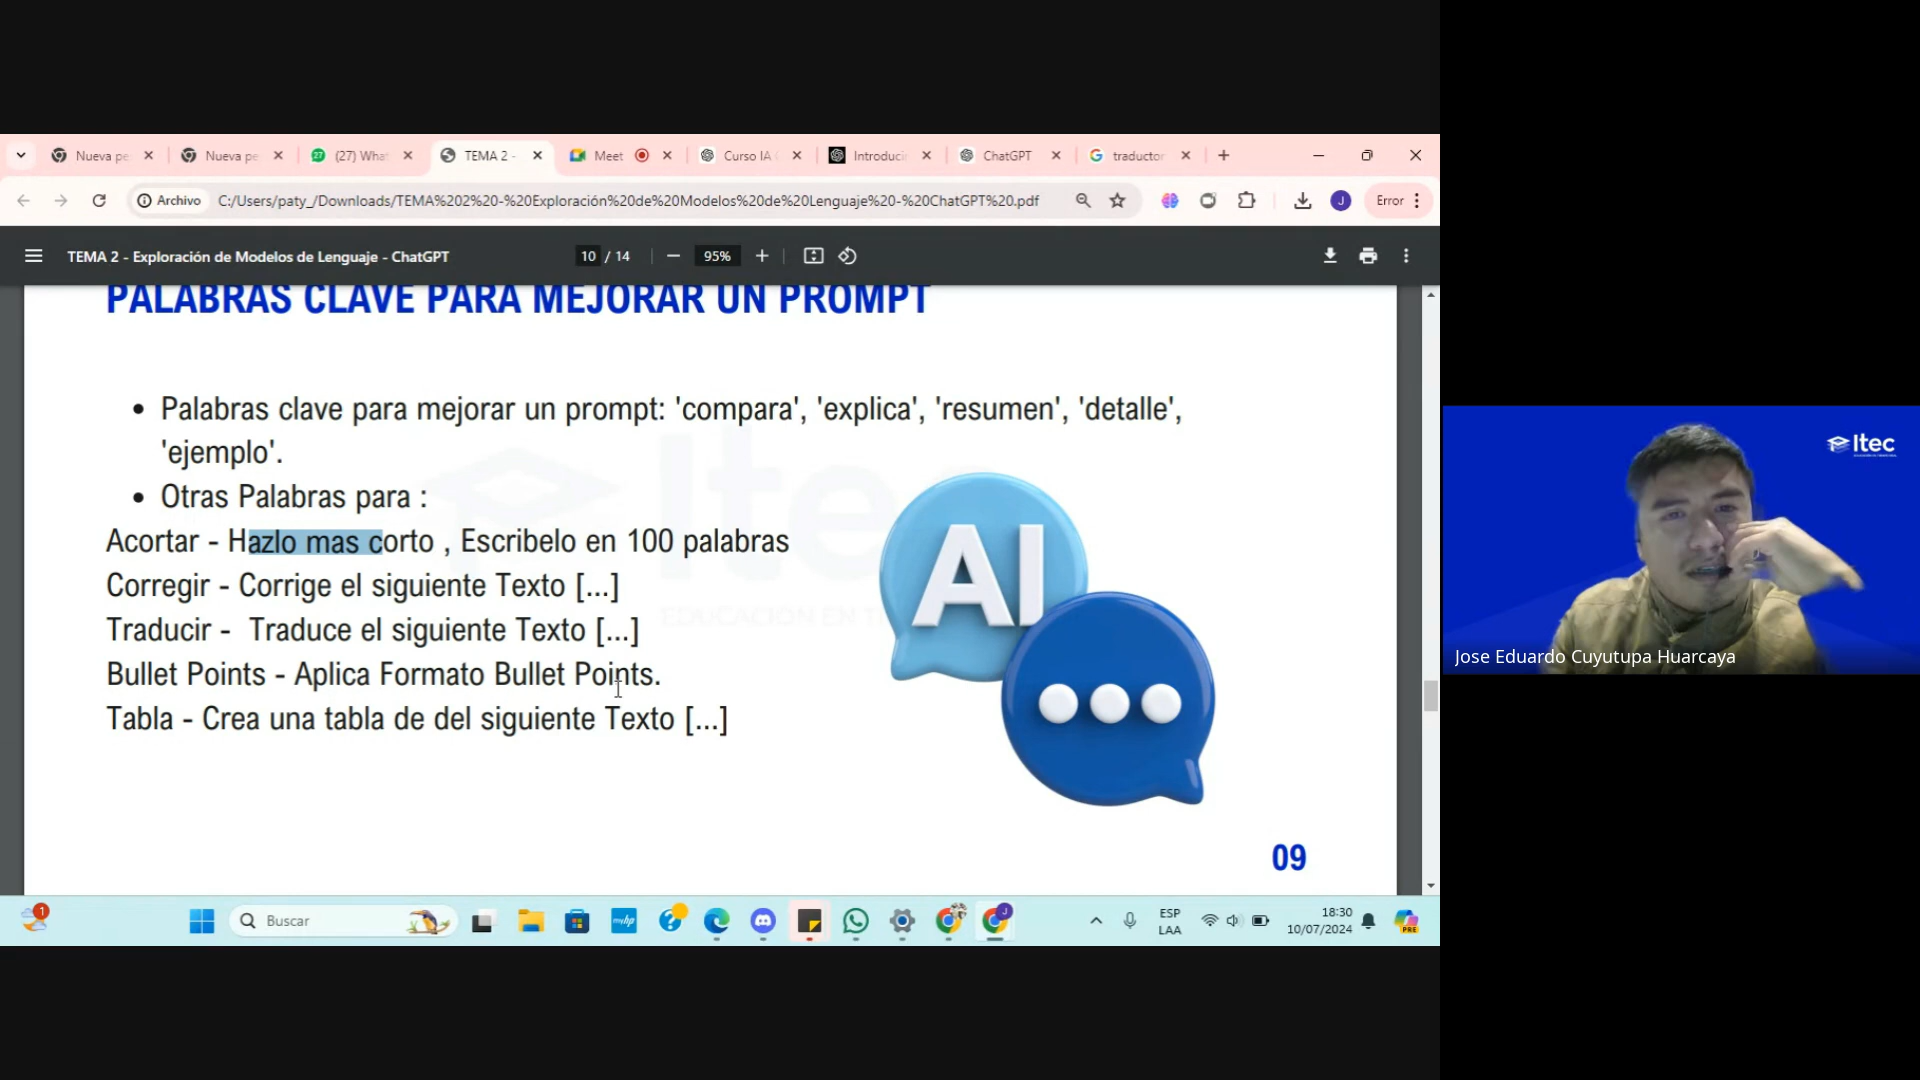 Nueva pe
Nueva pe
(27) What
TEMA 2 -
Meet
Curso IA
Introducci
ChatGPT
traductor
Archivo
C:/Users/paty_/Downloads/TEMA%202%20-%20Exploración%20de%20Modelos%20de%20Lenguaje%20-%20ChatGPT%20.pdf
J
Error
TEMA 2 - Exploración de Modelos de Lenguaje - ChatGPT
10 / 14
95%
PALABRAS CLAVE PARA MEJORAR UN PROMPT
• Palabras clave para mejorar un prompt: 'compara', 'explica', 'resumen', 'detalle',
'ejemplo'.
• Otras Palabras para :
Acortar - Hazlo mas corto , Escribelo en 100 palabras
Corregir - Corrige el siguiente Texto [...]
Traducir - Traduce el siguiente Texto [...]
Bullet Points - Aplica Formato Bullet Points.
Tabla - Crea una tabla de del siguiente Texto [...]
AI
Itec
09
Itec
Jose Eduardo Cuyutupa Huarcaya
1
Buscar
myhp
J
ESP
LAA
18:30
10/07/2024
PRE